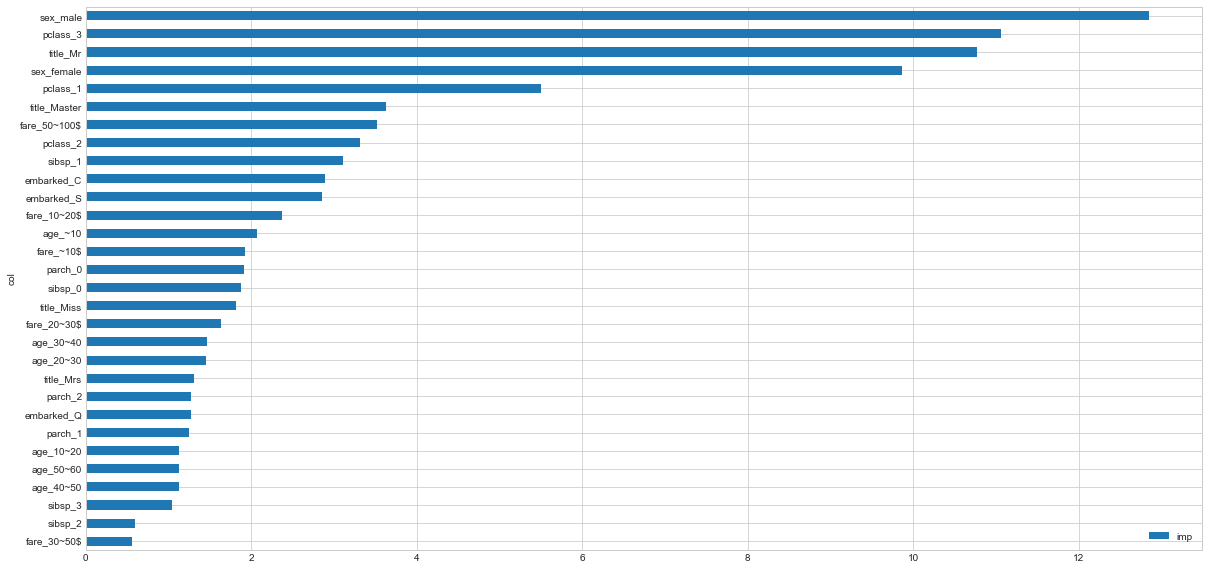 sex_male
pclass_3
title_Mr
sex_female
pclass_1
title_Master
fare_50~100$
pclass_2
sibsp_1
embarked_C
embarked_S
fare_10~20$
age_~10
fare_~10$
parch_0
sibsp_0
title_Miss
fare_20~30$
age_30~40
age_20~30
title_Mrs
parch_2
embarked_Q
parch_1
age_10~20
age_50~60
age_40~50
sibsp_3
sibsp_2
fare_30~50$
col
imp
0 2 4 6 8 10 12